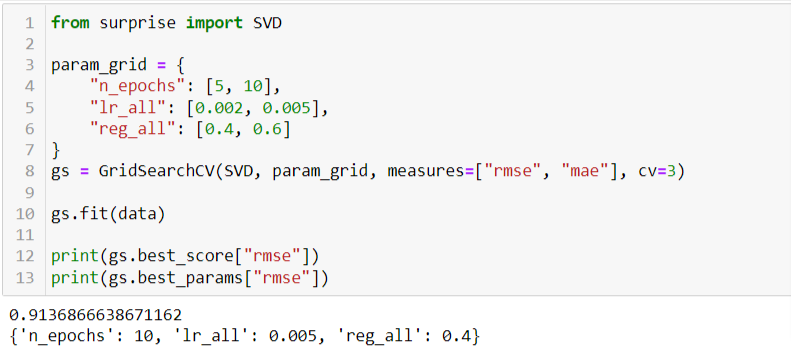 1 from surprise import SVD
2
3 param_grid = {
4     "n_epochs": [5, 10],
5     "lr_all": [0.002, 0.005],
6     "reg_all": [0.4, 0.6]
7 }
8 gs = GridSearchCV(SVD, param_grid, measures=["rmse", "mae"], cv=3)
9
10 gs.fit(data)
11
12 print(gs.best_score["rmse"])
13 print(gs.best_params["rmse"])
0.9136866638671162
{'n_epochs': 10, 'lr_all': 0.005, 'reg_all': 0.4}